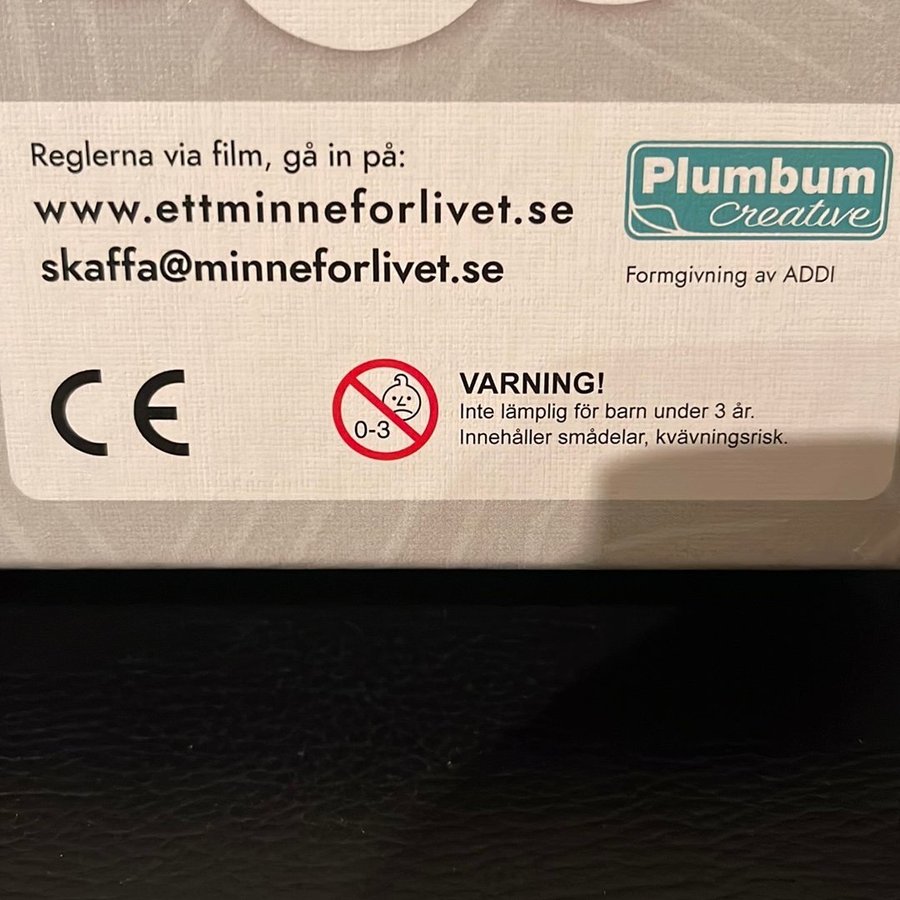 Reglerna via film, gå in på:
www.ettminneforlivet.se
skaffa@minneforlivet.se
Plumbum
creative
Formgivning av ADDI
CE
0-3
VARNING!
Inte lämplig för barn under 3 år.
Innehåller smådelar, kvävningsrisk.